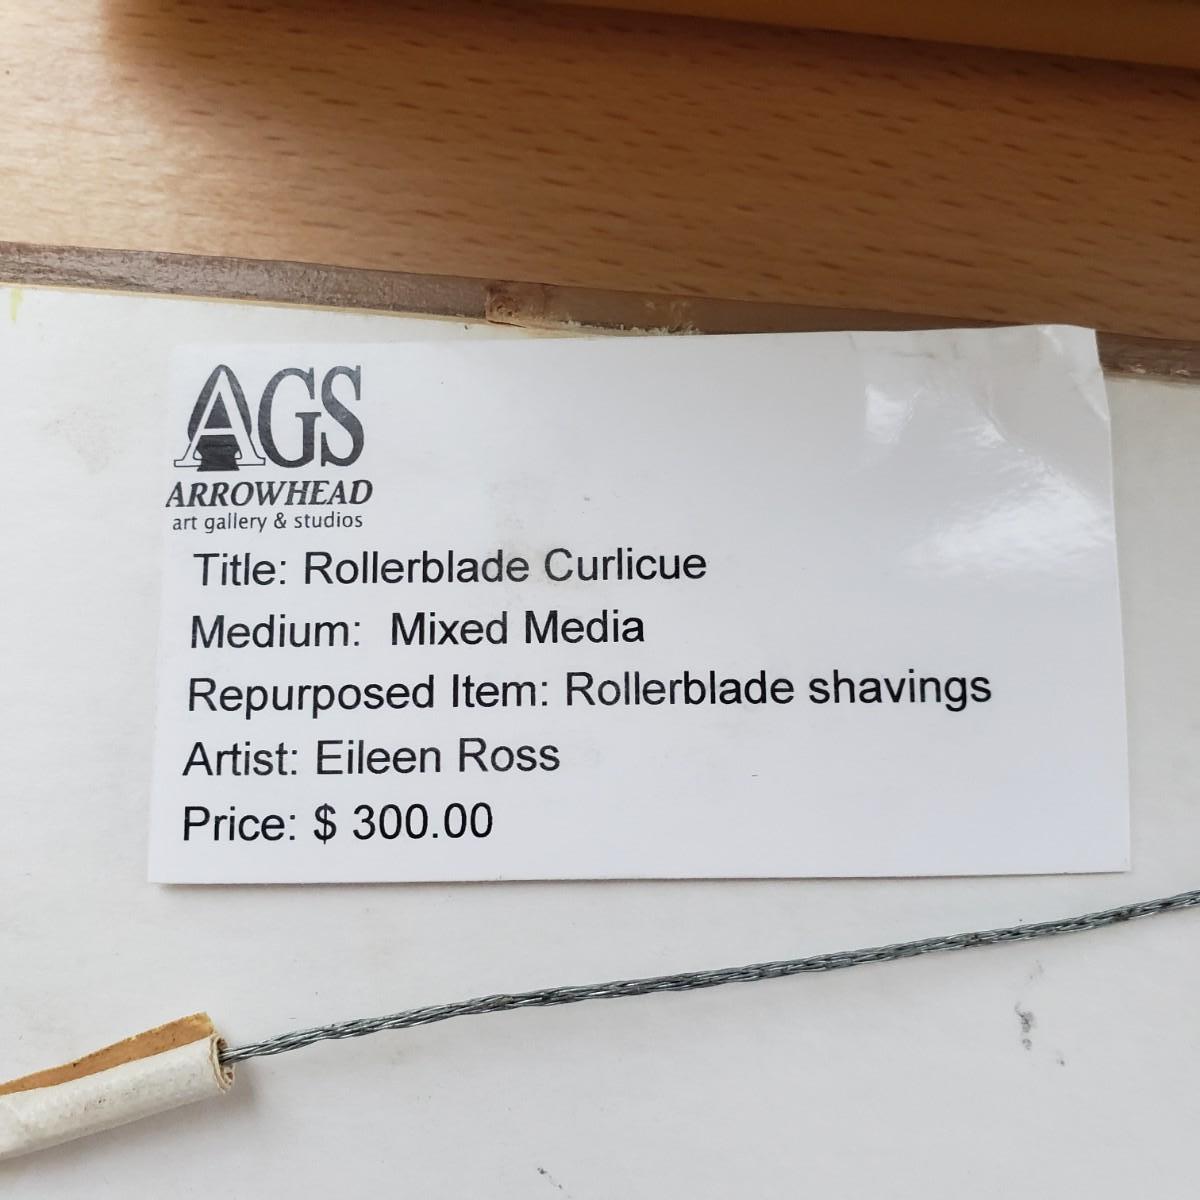 AGS
ARROWHEAD
art gallery & studios
Title: Rollerblade Curlicue
Medium: Mixed Media
Repurposed Item: Rollerblade shavings
Artist: Eileen Ross
Price: $ 300.00